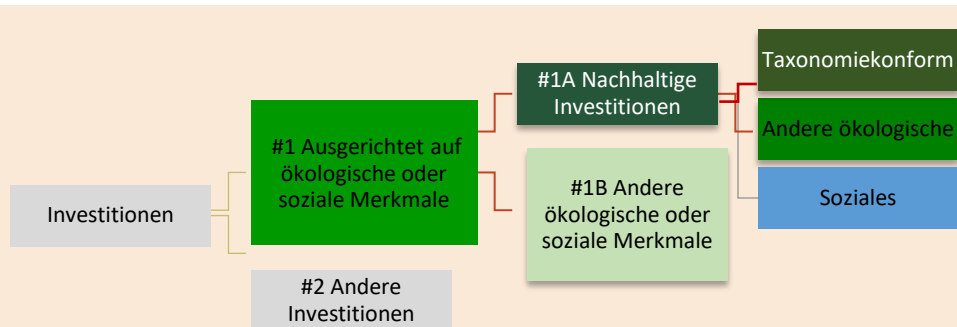 Investitionen
#1 Ausgerichtet auf
ökologische oder
soziale Merkmale
#2 Andere
Investitionen
#1A Nachhaltige
Investitionen
#1B Andere
ökologische oder
soziale Merkmale
Taxonomiekonform
Andere ökologische
Soziales